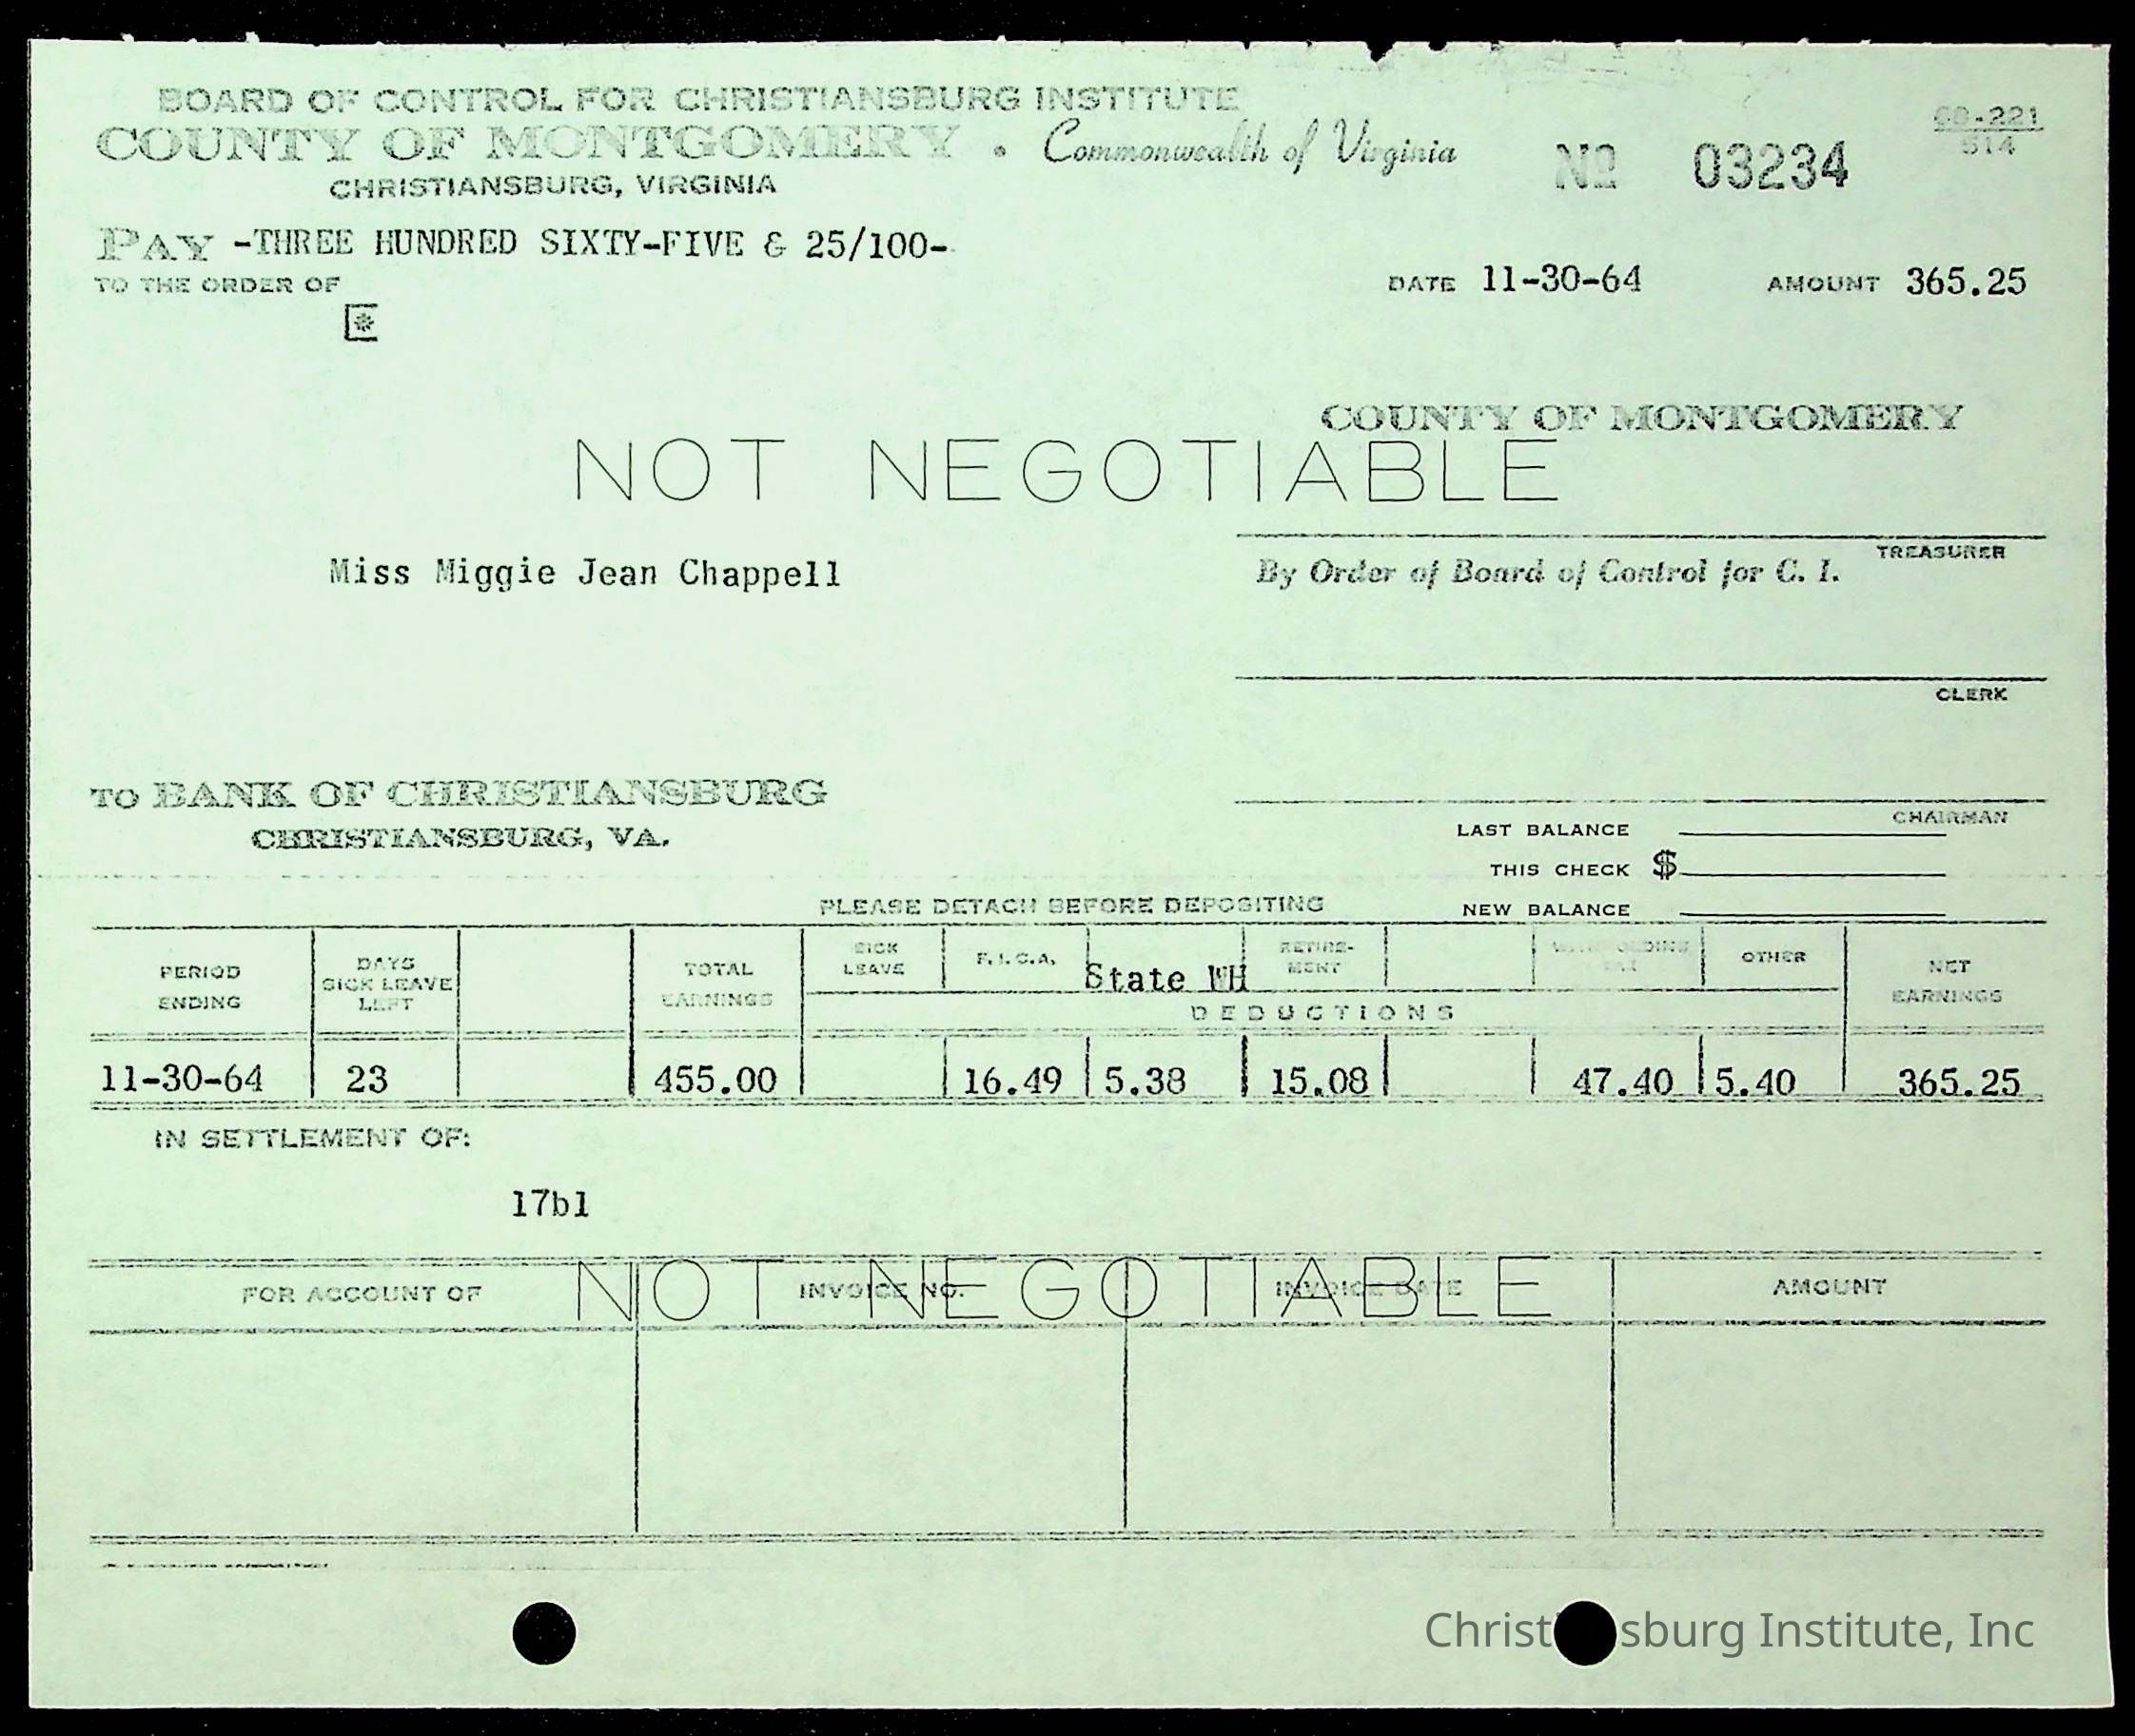 BOARD OF CONTROL FOR CHRISTIANSBURG INSTITUTE
COUNTY OF MONTGOMERY . Commonwealth of Virginia
CHRISTIANSBURG, VIRGINIA
No 03234
-221
514
PAY -THREE HUNDRED SIXTY-FIVE & 25/100-
TO THE ORDER OF
DATE 11-30-64 AMOUNT 365.25
COUNTY OF MONTGOMERY
NOT NEGOTIABLE
TREASURER
Miss Miggie Jean Chappell
By Order of Board of Control for C. I.
CLERK
TO BANK OF CHRISTIANSBURG
CHRISTIANSBURG, VA.
CHAIRMAN
LAST BALANCE
THIS CHECK $
NEW BALANCE
PLEASE DETACH BEFORE DEPOSITING
PERIOD ENDING
DAYS SICK LEAVE LEFT
TOTAL EARNINGS
SICK LEAVE
F. I. C. A.
State WH
RETIRE-MENT
OTHER
NET EARNINGS
DEDUCTIONS
11-30-64 23 455.00 16.49 5.38 15.08 47.40 5.40 365.25
IN SETTLEMENT OF:
17b1
NOT NEGOTIABLE
FOR ACCOUNT OF INVOICE NO. INVOICE DATE AMOUNT
Christ sburg Institute, Inc